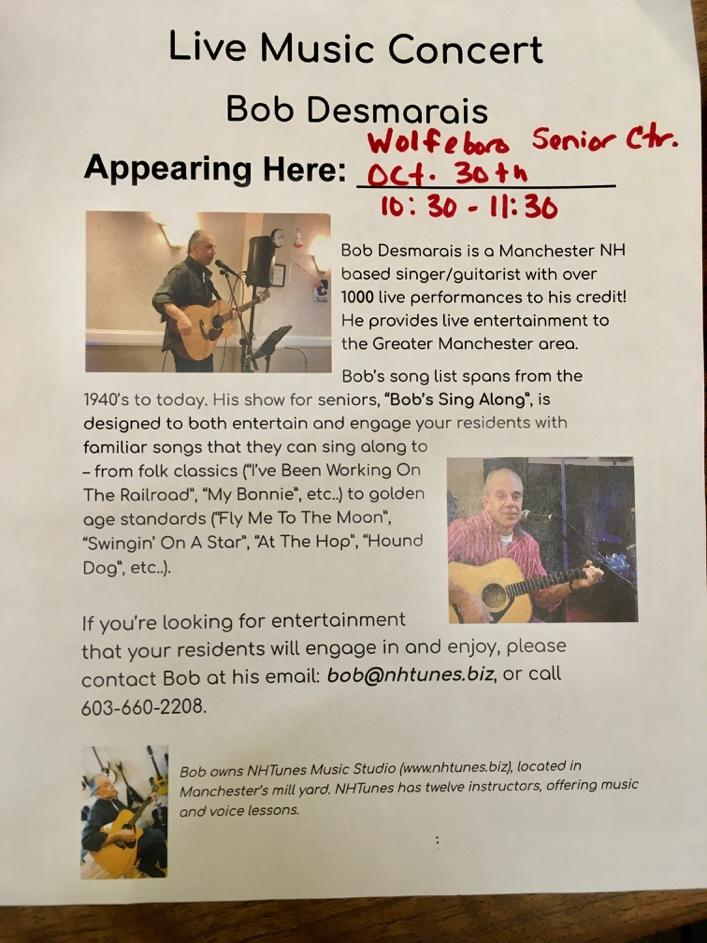 Live Music Concert
Bob Desmarais
Wolfeboro Senior Ctr.
Appearing Here: Oct. 30th
10:30 - 11:30
Bob Desmarais is a Manchester NH
based singer/guitarist with over
1000 live performances to his credit!
He provides live entertainment to
the Greater Manchester area.
Bob's song list spans from the
1940's to today. His show for seniors, "Bob's Sing Along", is
designed to both entertain and engage your residents with
familiar songs that they can sing along to
– from folk classics ("I've Been Working On
The Railroad", "My Bonnie", etc..) to golden
age standards ("Fly Me To The Moon",
"Swingin' On A Star", "At The Hop", "Hound
Dog", etc..).
If you're looking for entertainment
that your residents will engage in and enjoy, please
contact Bob at his email: bob@nhtunes.biz, or call
603-660-2208.
Bob owns NHTunes Music Studio (www.nhtunes.biz), located in
Manchester's mill yard. NHTunes has twelve instructors, offering music
and voice lessons.